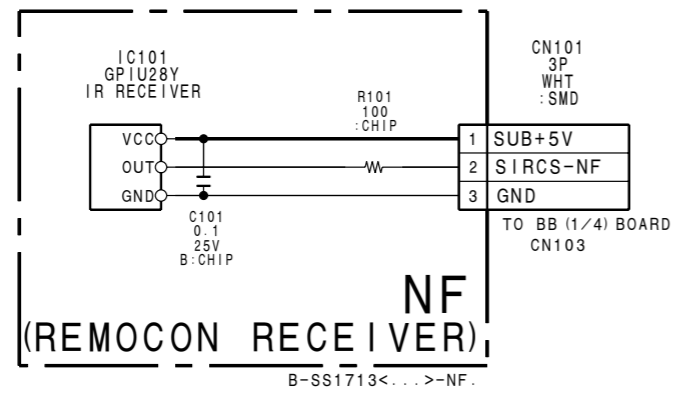 IC101
GPIU28Y
IR RECEIVER
CN101
3P
WHT
:SMD
R101
100
:CHIP
VCC
OUT
GND
1 SUB+5V
2 SIRCS-NF
3 GND
C101
0.1
25V
B:CHIP
TO BB(1/4)BOARD
CN103
NF
(REMOCON RECEIVER)
B-SS1713<...>-NF.